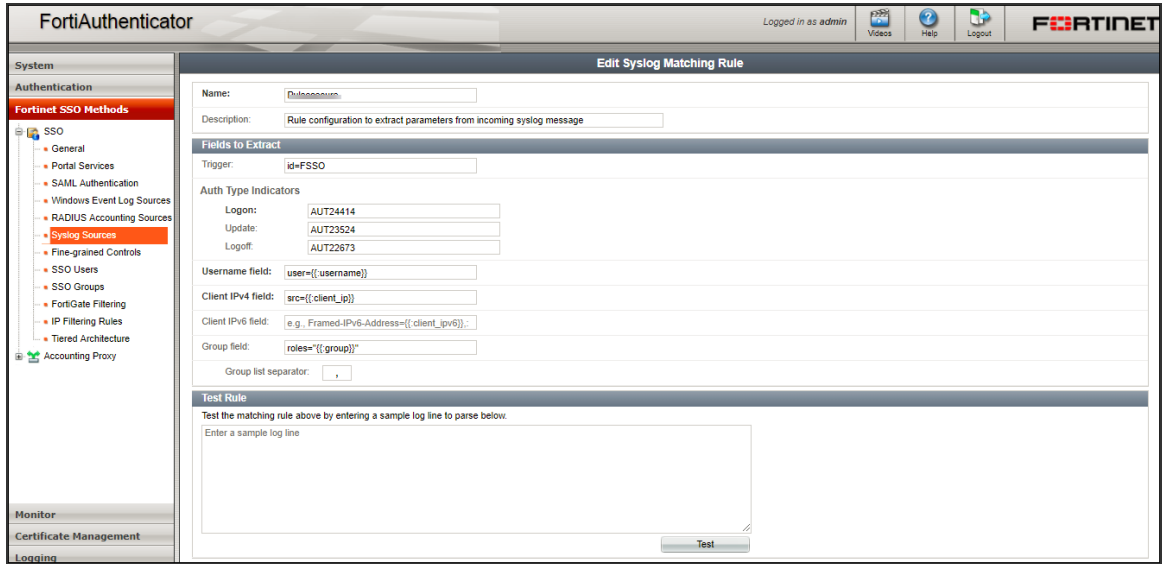 FortiAuthenticator
Logged in as admin
Videos
Help
Logout
FORTINET
System
Authentication
Fortinet SSO Methods
SSO
General
Portal Services
SAML Authentication
Windows Event Log Sources
RADIUS Accounting Sources
Syslog Sources
Fine-grained Controls
SSO Users
SSO Groups
FortiGate Filtering
IP Filtering Rules
Tiered Architecture
Accounting Proxy
Monitor
Certificate Management
Logging
Edit Syslog Matching Rule
Name:
Description: Rule configuration to extract parameters from incoming syslog message
Fields to Extract
Trigger: id=FSSO
Auth Type Indicators
Logon: AUT24414
Update: AUT23524
Logoff: AUT22673
Username field: user={{:username}}
Client IPv4 field: src={{:client_ip}}
Client IPv6 field: e.g., Framed-IPv6-Address={{:client_ipv6}},:
Group field: roles="{{:group}}"
Group list separator: ,
Test Rule
Test the matching rule above by entering a sample log line to parse below.
Enter a sample log line
Test